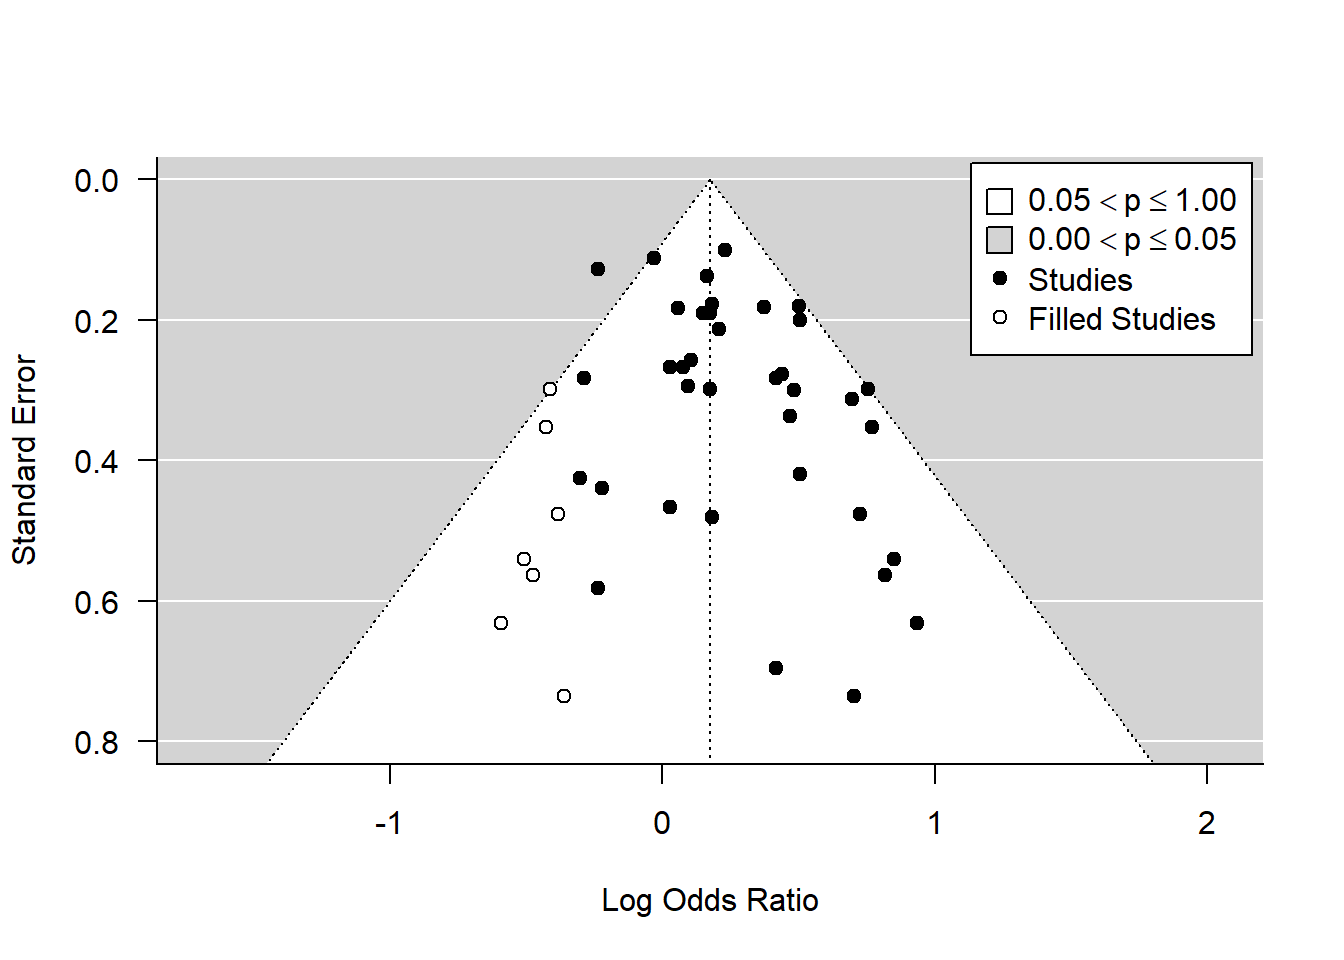 0.05 < p ≤ 1.00
0.00 < p ≤ 0.05
Studies
Filled Studies
0.0
0.2
0.4
0.6
0.8
Standard Error
-1
0
1
2
Log Odds Ratio